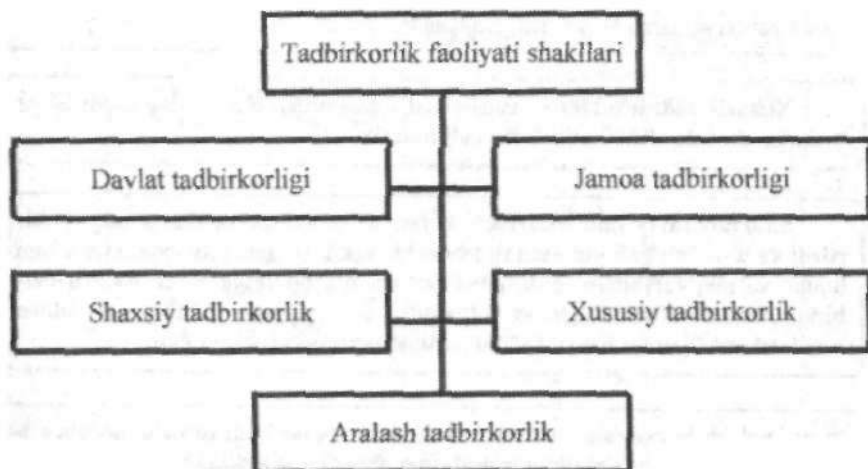 Tadbirkorlik faoliyati shakllari
Davlat tadbirkorligi
Jamoa tadbirkorligi
Shaxsiy tadbirkorlik
Xususiy tadbirkorlik
Aralash tadbirkorlik